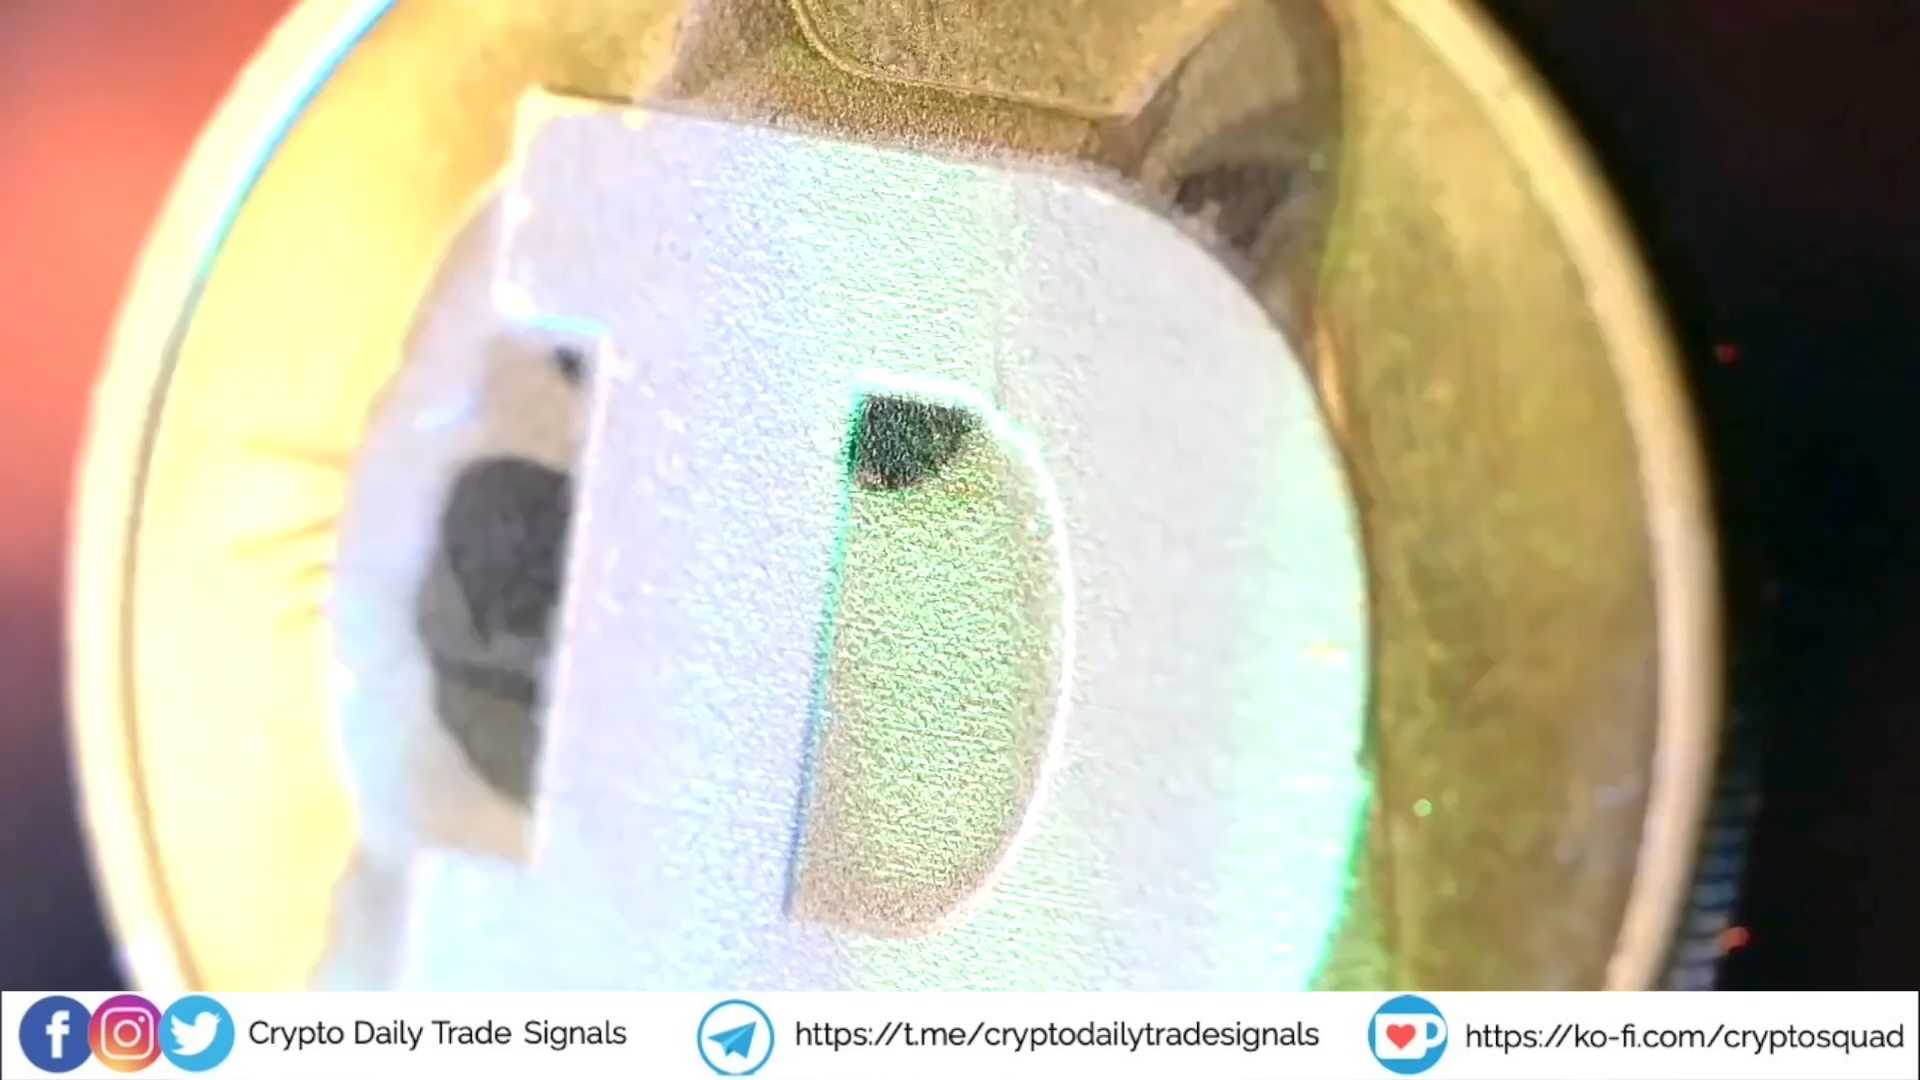 Crypto Daily Trade Signals
https://t.me/cryptodailytradesignals
https://ko-fi.com/cryptosquad